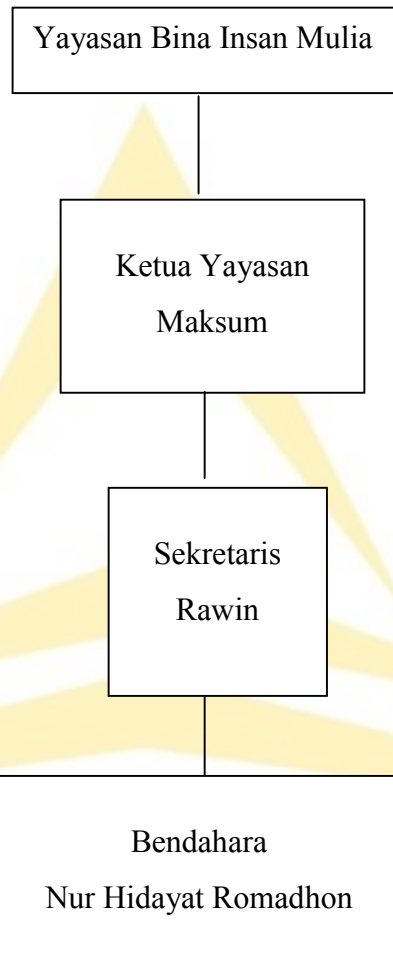 Yayasan Bina Insan Mulia
Ketua Yayasan
Maksum
Sekretaris
Rawin
Bendahara
Nur Hidayat Romadhon